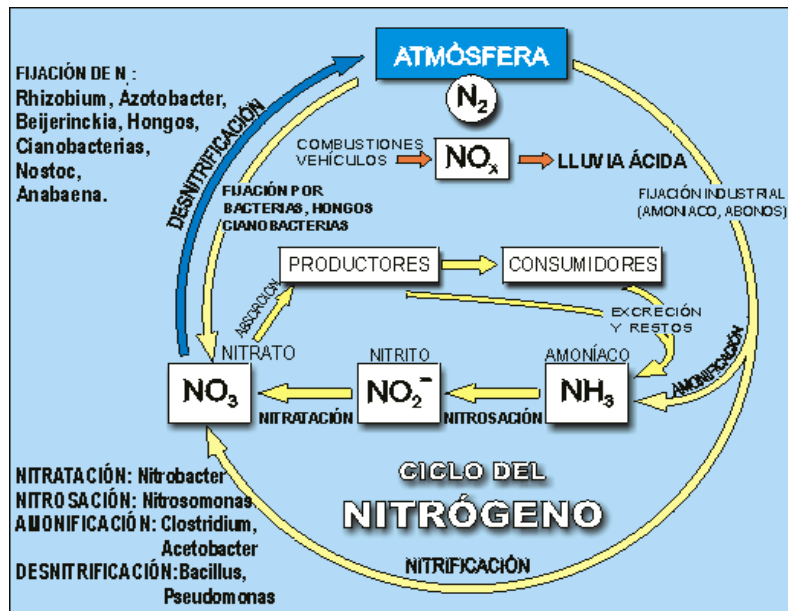 ATMÓSFERA
N₂
FIJACIÓN DE N :
Rhizobium, Azotobacter,
Beijerinckia, Hongos,
Cianobacterias,
Nostoc,
Anabaena.
DESNITRIFICACIÓN
COMBUSTIONES
VEHÍCULOS
NOₓ
LLUVIA ÁCIDA
FIJACIÓN POR
BACTERIAS, HONGOS
CIANOBACTERIAS
FIJACIÓN INDUSTRIAL
(AMONIACO, ABONOS)
PRODUCTORES
CONSUMIDORES
ABSORCIÓN
EXCRECIÓN
Y RESTOS
NITRATO
NITRITO
AMONÍACO
AMONIFICACIÓN
NO₃
NO₂⁻
NH₃
NITRATACIÓN
NITROSACIÓN
CICLO DEL
NITRÓGENO
NITRATACIÓN: Nitrobacter
NITROSACIÓN: Nitrosomonas
AMONIFICACIÓN: Clostridium,
Acetobacter
DESNITRIFICACIÓN:Bacillus,
Pseudomonas
NITRIFICACIÓN